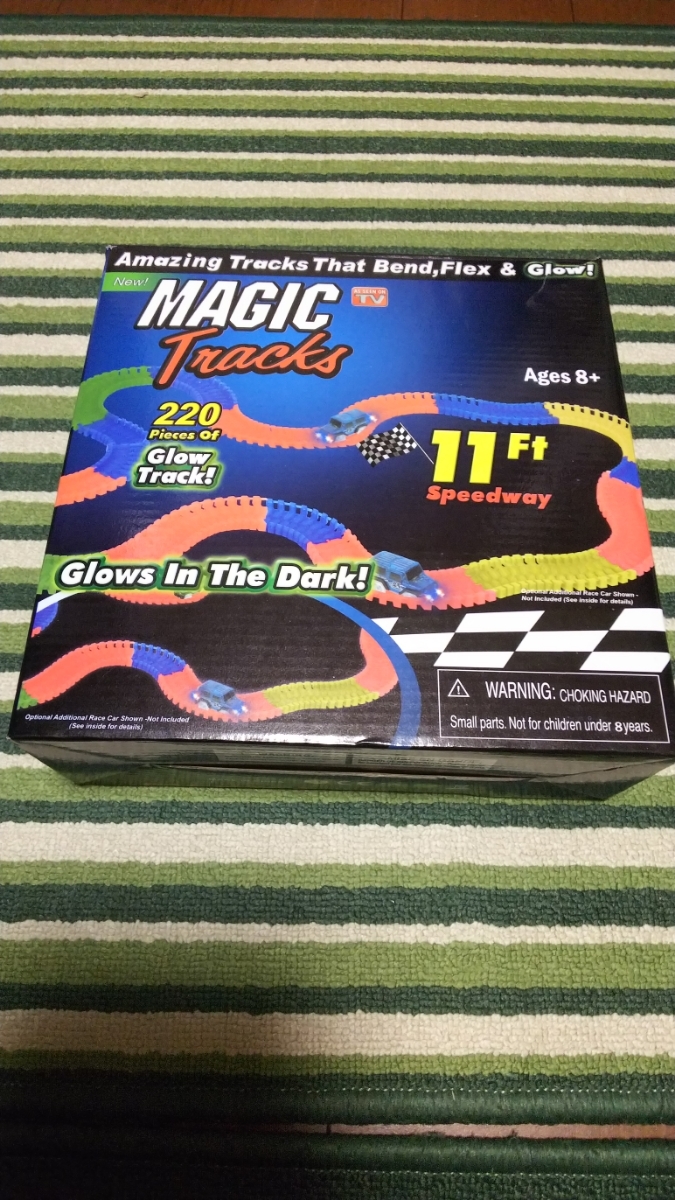 Amazing Tracks That Bend,Flex & Glow!
New!
MAGIC
Tracks
AS SEEN ON
TV
Ages 8+
220
Pieces Of
Glow
Track!
11 Ft
Speedway
Glows In The Dark!
Optional Additional Race Car Shown -
Not Included (See inside for details)
WARNING: CHOKING HAZARD
Small parts. Not for children under 8 years.
Optional Additional Race Car Shown -Not Included
(See inside for details)